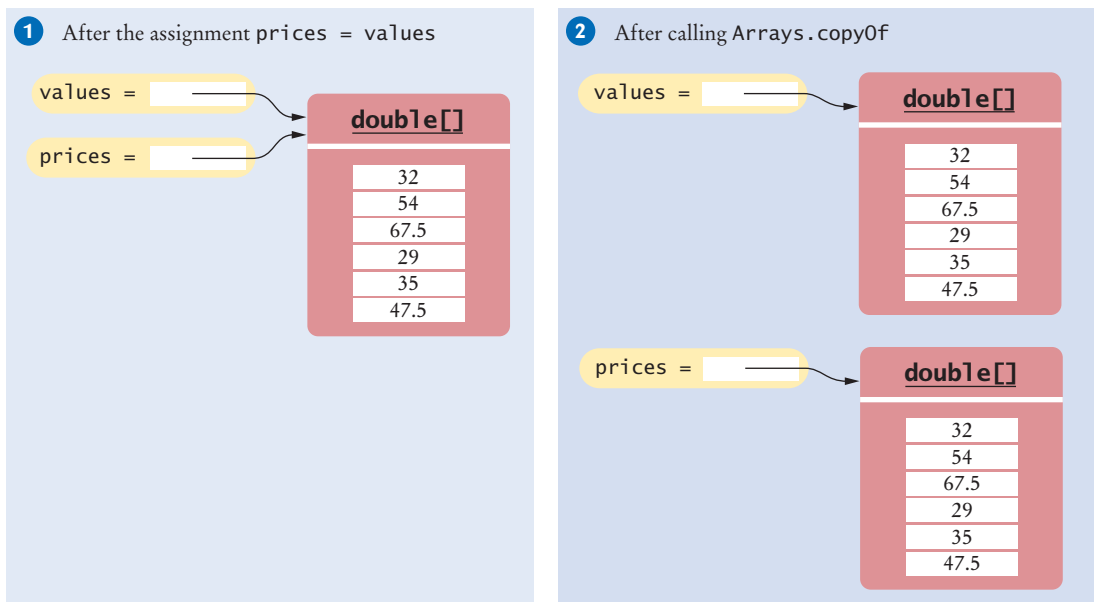 1 After the assignment prices = values
values =
prices =
double[]
32
54
67.5
29
35
47.5
2 After calling Arrays.copyOf
values =
double[]
32
54
67.5
29
35
47.5
prices =
double[]
32
54
67.5
29
35
47.5